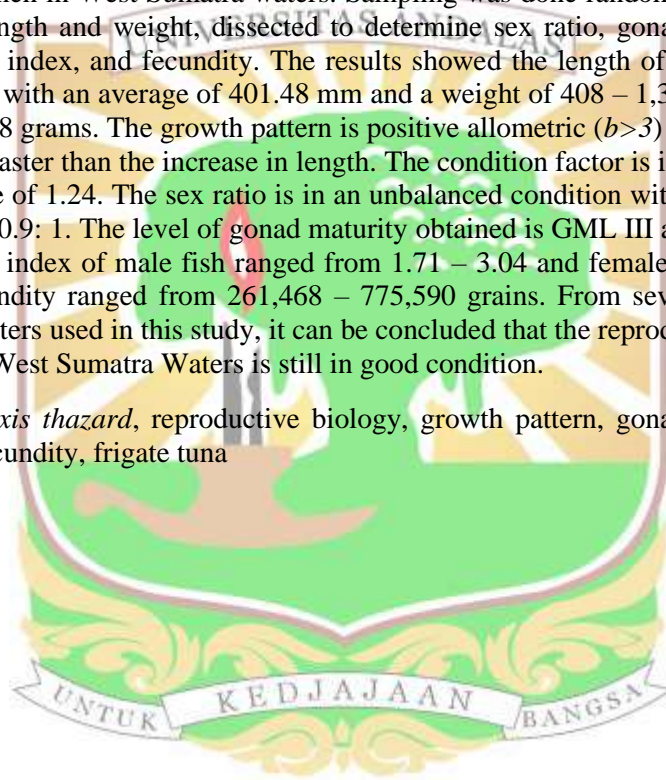 hen in West Sumatra waters. Sampling was done random
UNIVERSITAS ANDALAS
ngth and weight, dissected to determine sex ratio, gona
index, and fecundity. The results showed the length of
with an average of 401.48 mm and a weight of 408 – 1,3
8 grams. The growth pattern is positive allometric (b>3)
aster than the increase in length. The condition factor is i
e of 1.24. The sex ratio is in an unbalanced condition wit
0.9: 1. The level of gonad maturity obtained is GML III a
index of male fish ranged from 1.71 – 3.04 and female
ndity ranged from 261,468 – 775,590 grains. From sev
ters used in this study, it can be concluded that the reprod
West Sumatra Waters is still in good condition.
xis thazard, reproductive biology, growth pattern, gona
cundity, frigate tuna
UNTUK KEDJAJAAN BANGSA